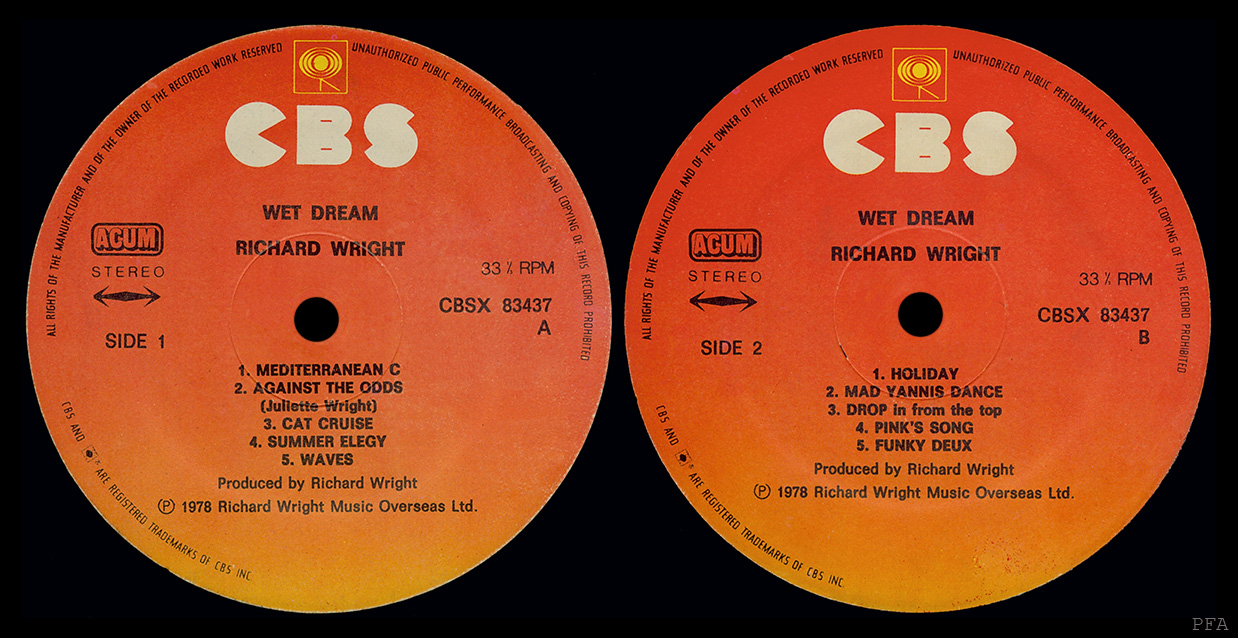 ALL RIGHTS OF THE MANUFACTURER AND OF THE OWNER OF THE RECORDED WORK RESERVED
UNAUTHORIZED PUBLIC PERFORMANCE BROADCASTING AND COPYING OF THIS RECORD PROHIBITED
CBS
WET DREAM
RICHARD WRIGHT
ACUM
STEREO
SIDE 1
33 ⅓ RPM
CBSX 83437
A
1. MEDITERRANEAN C
2. AGAINST THE ODDS
(Juliette Wright)
3. CAT CRUISE
4. SUMMER ELEGY
5. WAVES
Produced by Richard Wright
Ⓟ 1978 Richard Wright Music Overseas Ltd.
CBS AND ® ARE REGISTERED TRADEMARKS OF CBS INC.
ALL RIGHTS OF THE MANUFACTURER AND OF THE OWNER OF THE RECORDED WORK RESERVED
UNAUTHORIZED PUBLIC PERFORMANCE BROADCASTING AND COPYING OF THIS RECORD PROHIBITED
CBS
WET DREAM
RICHARD WRIGHT
ACUM
STEREO
SIDE 2
33 ⅓ RPM
CBSX 83437
B
1. HOLIDAY
2. MAD YANNIS DANCE
3. DROP in from the top
4. PINK'S SONG
5. FUNKY DEUX
Produced by Richard Wright
Ⓟ 1978 Richard Wright Music Overseas Ltd.
CBS AND ® ARE REGISTERED TRADEMARKS OF CBS INC.
PFA